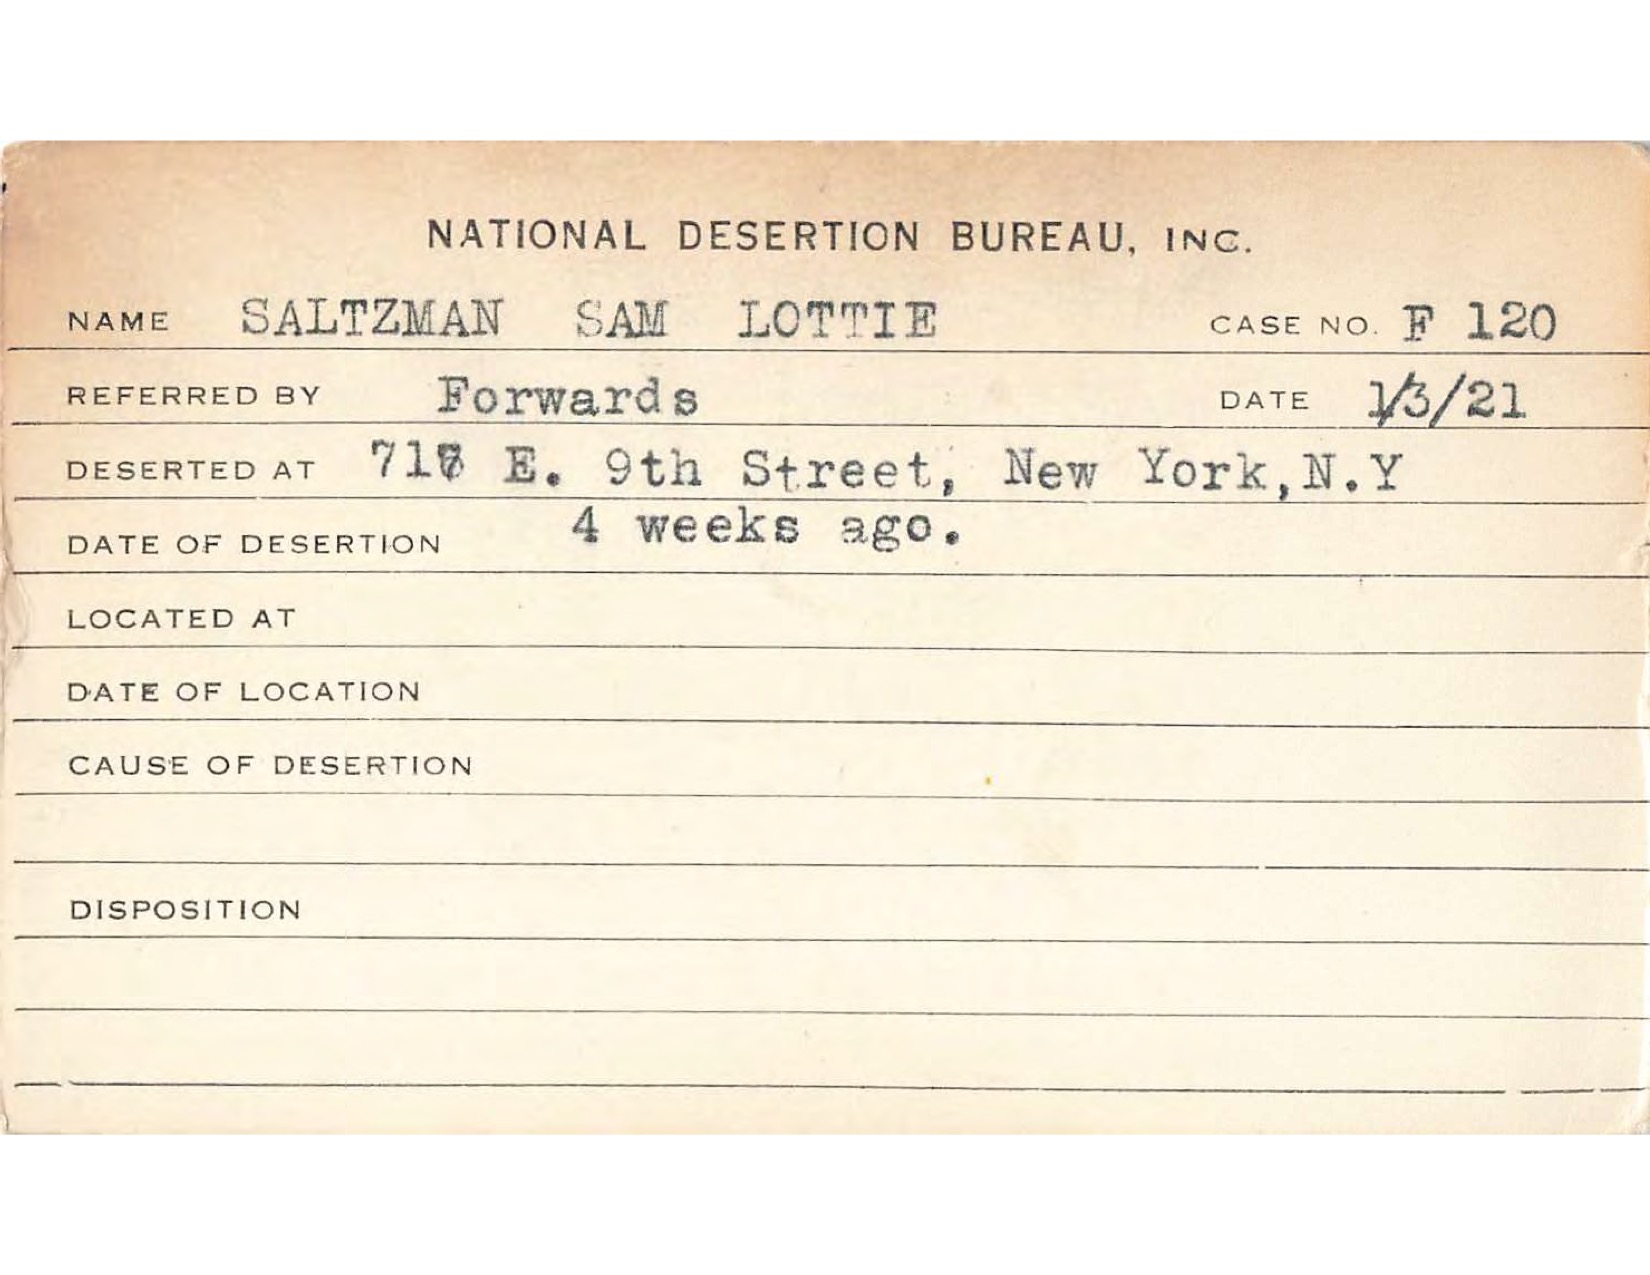 NATIONAL DESERTION BUREAU, INC.
NAME SALTZMAN SAM LOTTIE CASE NO. F 120
REFERRED BY Forwards DATE 1/3/21
DESERTED AT E. 9th Street, New York,N.Y
DATE OF DESERTION 4 weeks ago.
LOCATED AT
DATE OF LOCATION
CAUSE OF DESERTION
DISPOSITION